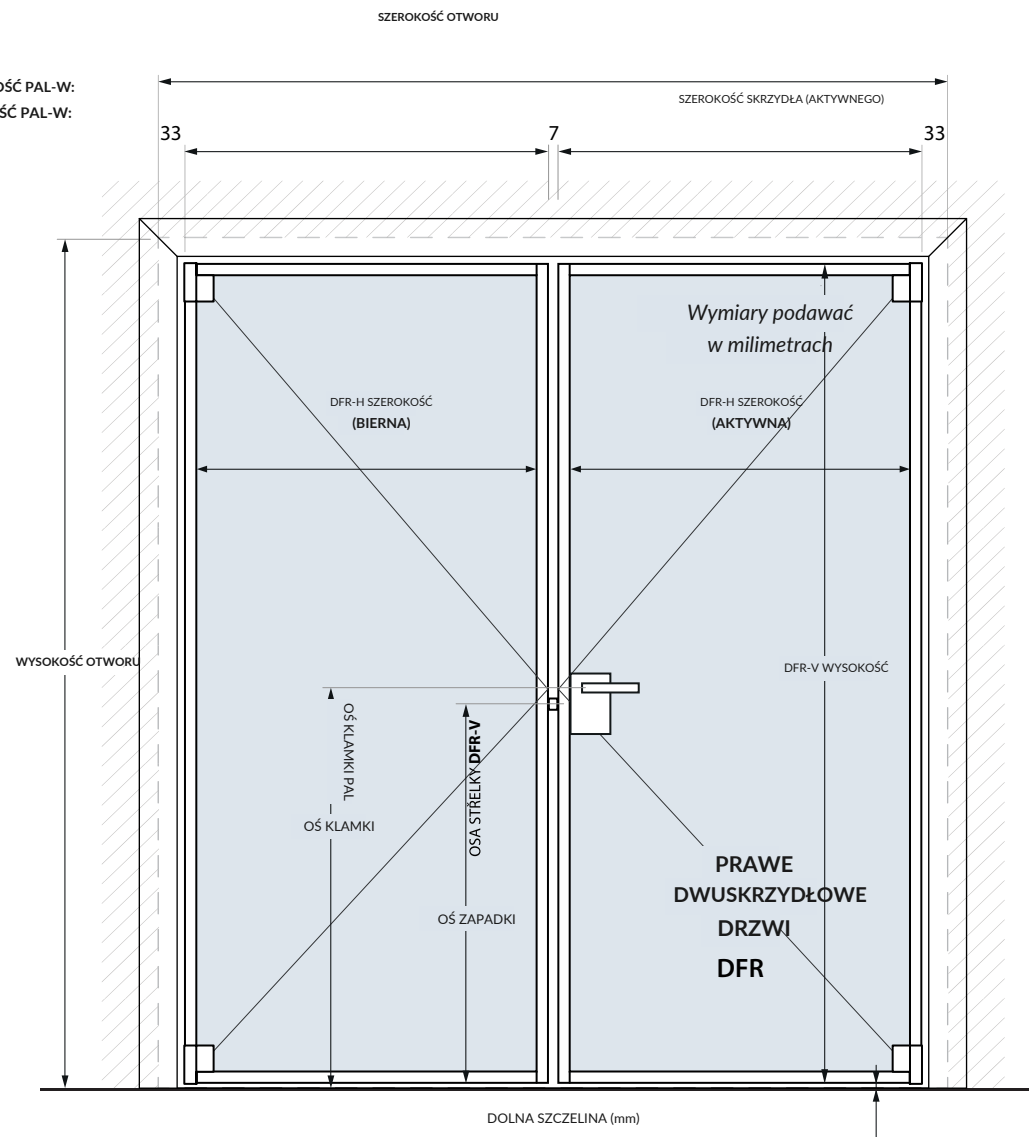 SZEROKOŚĆ OTWORU
OŚĆ PAL-W:
ŚĆ PAL-W:
SZEROKOŚĆ SKRZYDŁA (AKTYWNEGO)
33
7
33
Wymiary podawać
w milimetrach
DFR-H SZEROKOŚĆ
(BIERNA)
DFR-H SZEROKOŚĆ
(AKTYWNA)
WYSOKOŚĆ OTWORU
DFR-V WYSOKOŚĆ
OŚ KLAMKI PAL
OSA STŘELKY DFR-V
OŚ KLAMKI
OŚ ZAPADKI
PRAWE
DWUSKRZYDŁOWE
DRZWI
DFR
DOLNA SZCZELINA (mm)